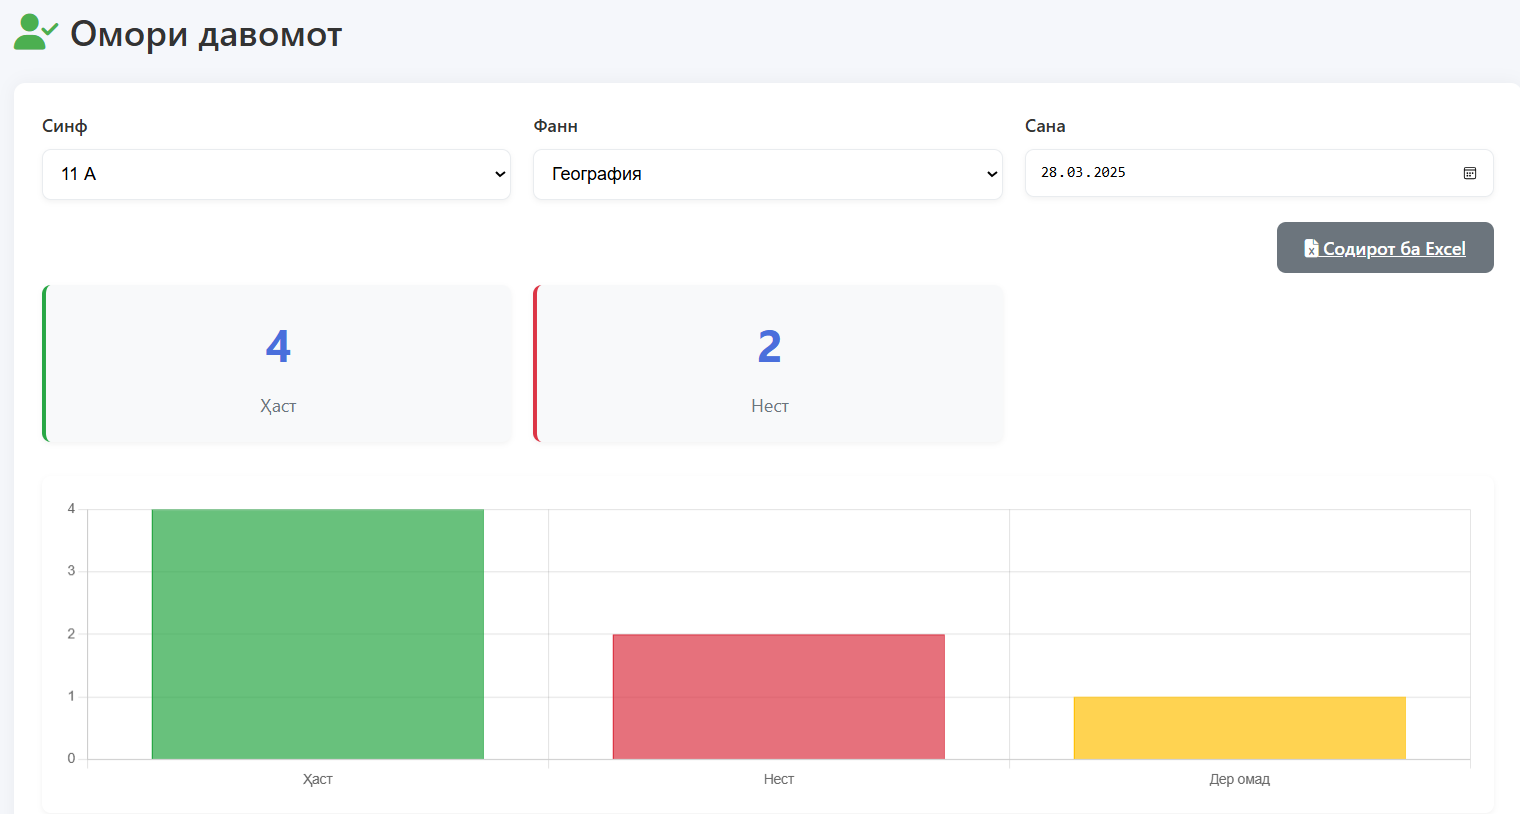 Омори давомот
Синф
Фанн
Сана
11 А
География
28.03.2025
Содирот ба Excel
4
2
Ҳаст
Нест
4
3
2
1
0
Ҳаст
Нест
Дер омад